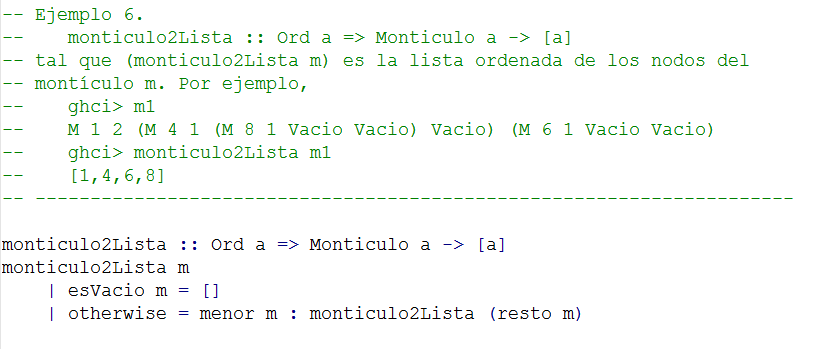 -- Ejemplo 6.
--    monticulo2Lista :: Ord a => Monticulo a -> [a]
-- tal que (monticulo2Lista m) es la lista ordenada de los nodos del
-- montículo m. Por ejemplo,
--    ghci> m1
--    M 1 2 (M 4 1 (M 8 1 Vacio Vacio) Vacio) (M 6 1 Vacio Vacio)
--    ghci> monticulo2Lista m1
--    [1,4,6,8]
-- ---------------------------------------------------------------------
monticulo2Lista :: Ord a => Monticulo a -> [a]
monticulo2Lista m
    | esVacio m = []
    | otherwise = menor m : monticulo2Lista (resto m)